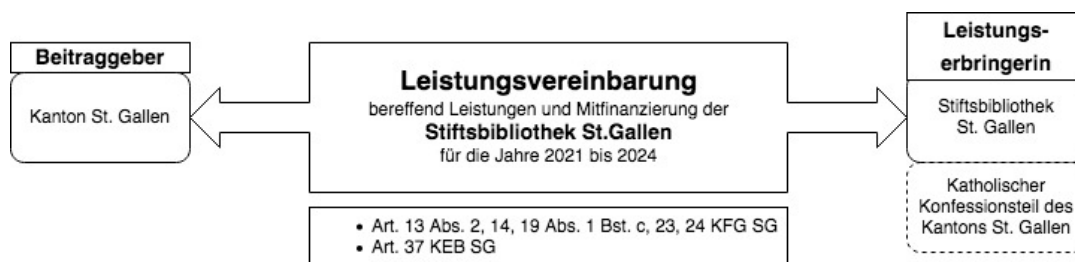 Beitraggeber
Kanton St. Gallen
Leistungsvereinbarung
bereffend Leistungen und Mitfinanzierung der
Stiftsbibliothek St.Gallen
für die Jahre 2021 bis 2024
• Art. 13 Abs. 2, 14, 19 Abs. 1 Bst. c, 23, 24 KFG SG
• Art. 37 KEB SG
Leistungs-
erbringerin
Stiftsbibliothek
St. Gallen
Katholischer
Konfessionsteil des
Kantons St. Gallen